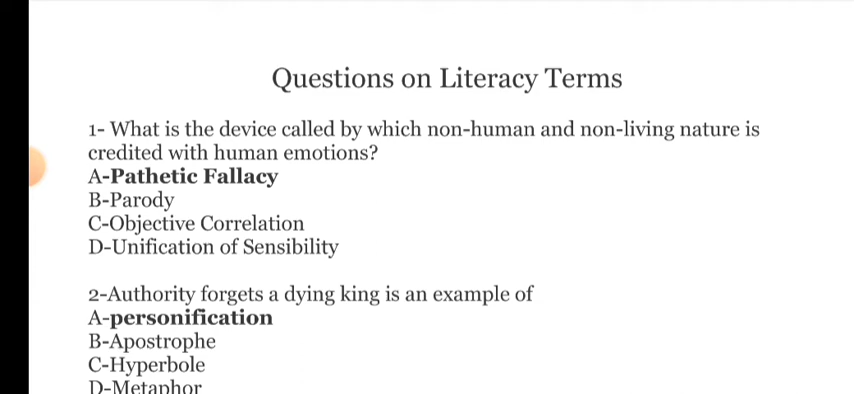 Questions on Literacy Terms
1- What is the device called by which non-human and non-living nature is
credited with human emotions?
A-Pathetic Fallacy
B-Parody
C-Objective Correlation
D-Unification of Sensibility
2-Authority forgets a dying king is an example of
A-personification
B-Apostrophe
C-Hyperbole
D-Metaphor